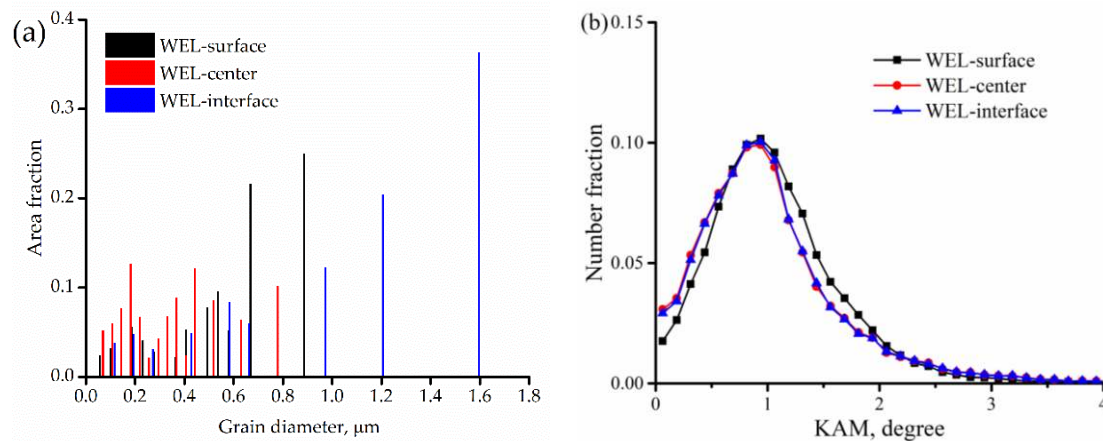 (a)
0.4
WEL-surface
WEL-center
WEL-interface
0.3
0.2
0.1
0.0
Area fraction
0.0 0.2 0.4 0.6 0.8 1.0 1.2 1.4 1.6 1.8
Grain diameter, μm
(b)
0.15
WEL-surface
WEL-center
WEL-interface
0.10
0.05
0.00
Number fraction
0 1 2 3 4
KAM, degree